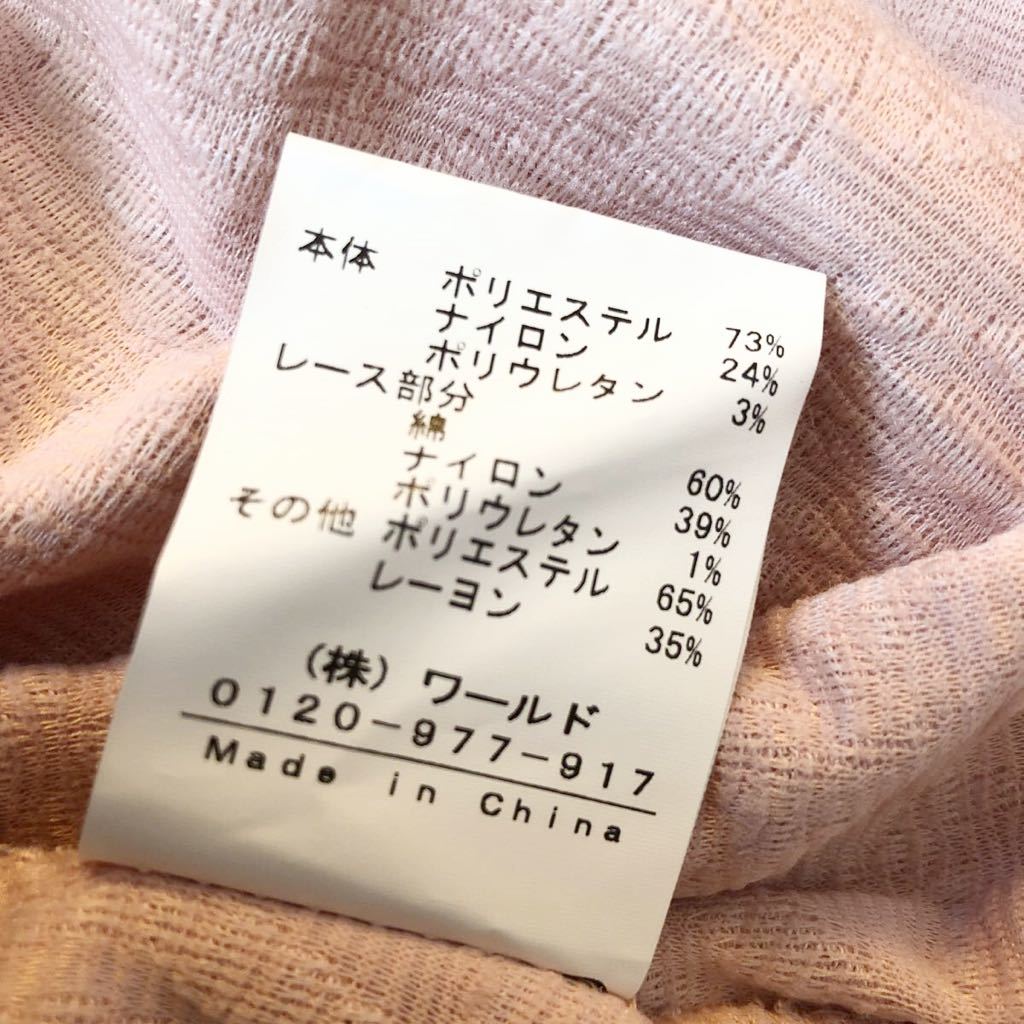 本体 ポリエステル 73%
ナイロン 24%
ポリウレタン 3%
レース部分
綿 60%
ナイロン 39%
ポリウレタン 1%
その他 ポリエステル 65%
レーヨン 35%
(株) ワールド
0120-977-917
Made in China